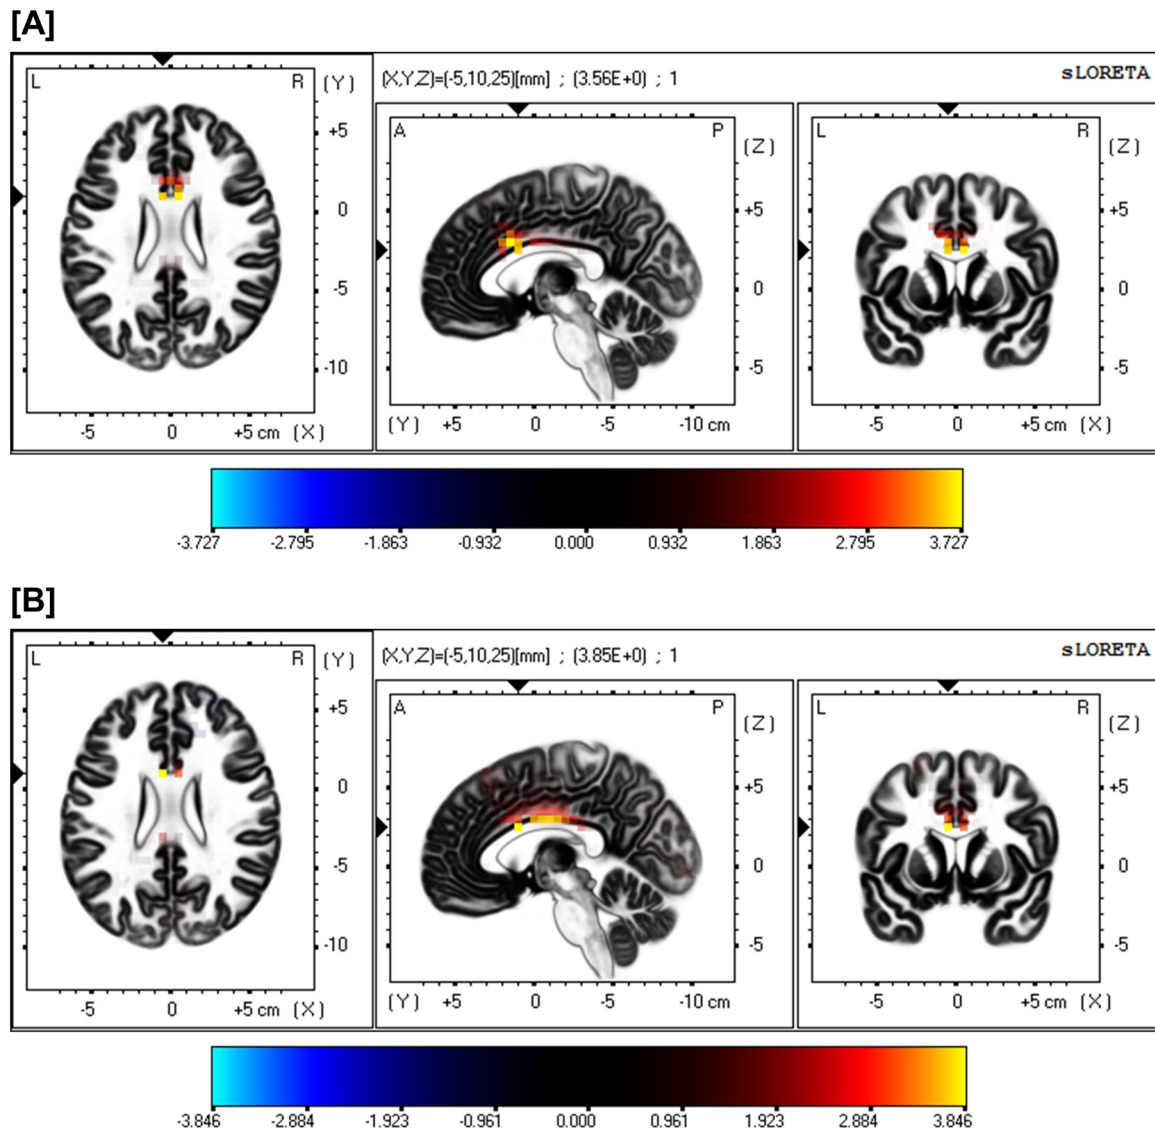 [A]
(X,Y,Z)=(-5,10,25)[mm] ; (3.56E+0) ; 1 sLORETA
L R (Y)
+5
0
-5
-10
-5 0 +5 cm (X)
A P (Z)
+5
0
-5
(Y) +5 0 -5 -10 cm
L R (Z)
+5
0
-5
-5 0 +5 cm (X)
-3.727 -2.795 -1.863 -0.932 0.000 0.932 1.863 2.795 3.727
[B]
(X,Y,Z)=(-5,10,25)[mm] ; (3.85E+0) ; 1 sLORETA
L R (Y)
+5
0
-5
-10
-5 0 +5 cm (X)
A P (Z)
+5
0
-5
(Y) +5 0 -5 -10 cm
L R (Z)
+5
0
-5
-5 0 +5 cm (X)
-3.846 -2.884 -1.923 -0.961 0.000 0.961 1.923 2.884 3.846